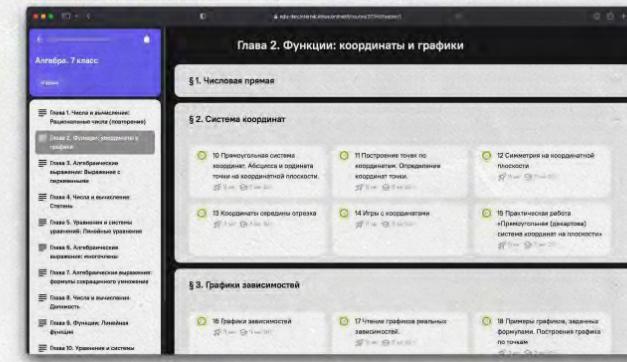 Алгебра. 7 класс
Глава 1. Числа и вычисления:
Рациональные числа (повторение)
Глава 2. Функции: координаты и
графики
Глава 3. Алгебраические
выражения: Выражения с
переменными
Глава 4. Числа и вычисления:
Степень
Глава 5. Уравнения и системы
уравнений: Линейные уравнения
Глава 6. Алгебраические
выражения: многочлены
Глава 7. Алгебраические выражения:
формулы сокращенного умножения
Глава 8. Числа и вычисления:
Глава 9. Функции: Линейная
функция
Глава 10. Уравнения и системы
Глава 2. Функции: координаты и графики
§ 1. Числовая прямая
§ 2. Система координат
10 Прямоугольная система
координат. Абсцисса и ордината
точки на координатной плоскости.
11 Построение точек по
координатам. Определение
координат точки.
12 Симметрия на координатной
плоскости
13 Координаты середины отрезка
14 Игры с координатами
15 Практическая работа
«Прямоугольная (декартова)
система координат на плоскости»
§ 3. Графики зависимостей
16 Графики зависимостей
17 Чтение графиков реальных
зависимостей.
18 Примеры графиков, заданных
формулами. Построения графика
по точкам